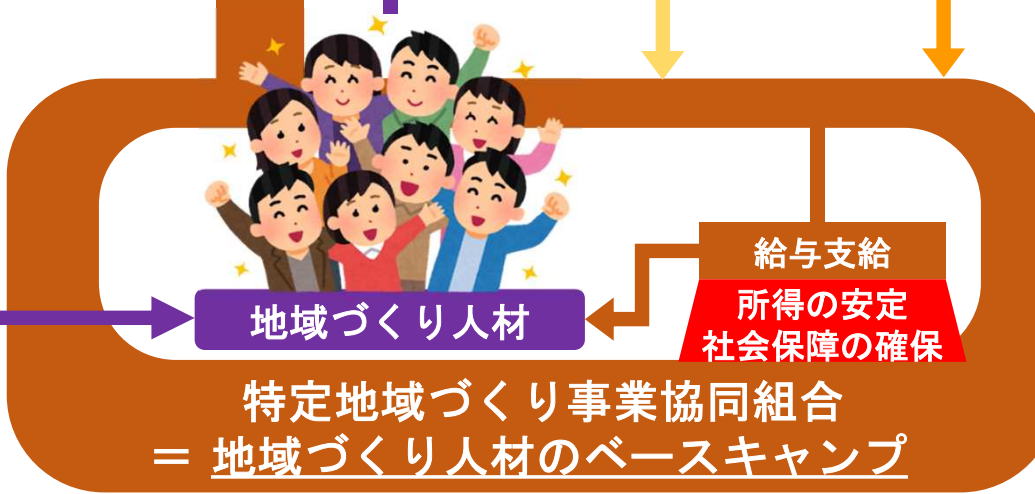 給与支給
所得の安定
社会保障の確保
地域づくり人材
特定地域づくり事業協同組合
＝ 地域づくり人材のベースキャンプ